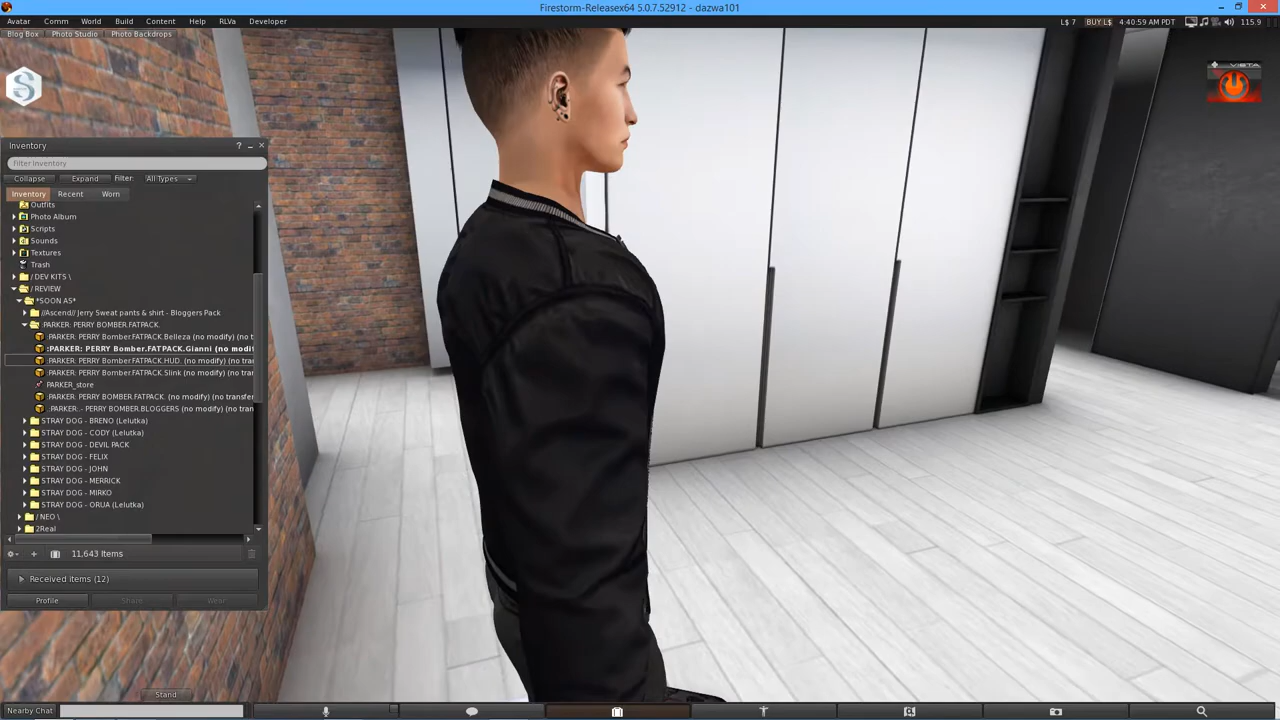 Firestorm-Releasex64 5.0.7.52912 - dazwa101
Avatar Comm World Build Content Help RLVa Developer
L$ 7 BUY L$ 4:40:59 AM PDT 115.9
Blog Box Photo Studio Photo Backdrops
VISTA
Inventory ?
Filter Inventory
Collapse Expand Filter: All Types
Inventory Recent Worn
Outfits
Photo Album
Scripts
Sounds
Textures
Trash
/ DEV KITS \
/ REVIEW
*SOON AS*
//Ascend// Jerry Sweat pants & shirt - Bloggers Pack
:PARKER: PERRY BOMBER.FATPACK.
:PARKER: PERRY Bomber.FATPACK.Belleza (no modify) (no t
:PARKER: PERRY Bomber.FATPACK.Gianni (no modi
:PARKER: PERRY Bomber.FATPACK.HUD. (no modify) (no tra
:PARKER: PERRY Bomber.FATPACK.Slink (no modify) (no tra
PARKER_store
:PARKER: PERRY BOMBER.FATPACK. (no modify) (no transfer
:PARKER: - PERRY BOMBER.BLOGGERS (no modify) (no tran
STRAY DOG - BRENO (Lelutka)
STRAY DOG - CODY (Lelutka)
STRAY DOG - DEVIL PACK
STRAY DOG - FELIX
STRAY DOG - JOHN
STRAY DOG - MERRICK
STRAY DOG - MIRKO
STRAY DOG - ORUA (Lelutka)
/ NEO \
2Real
11,643 Items
Received Items (12)
Profile Share Wear
Stand
Nearby Chat